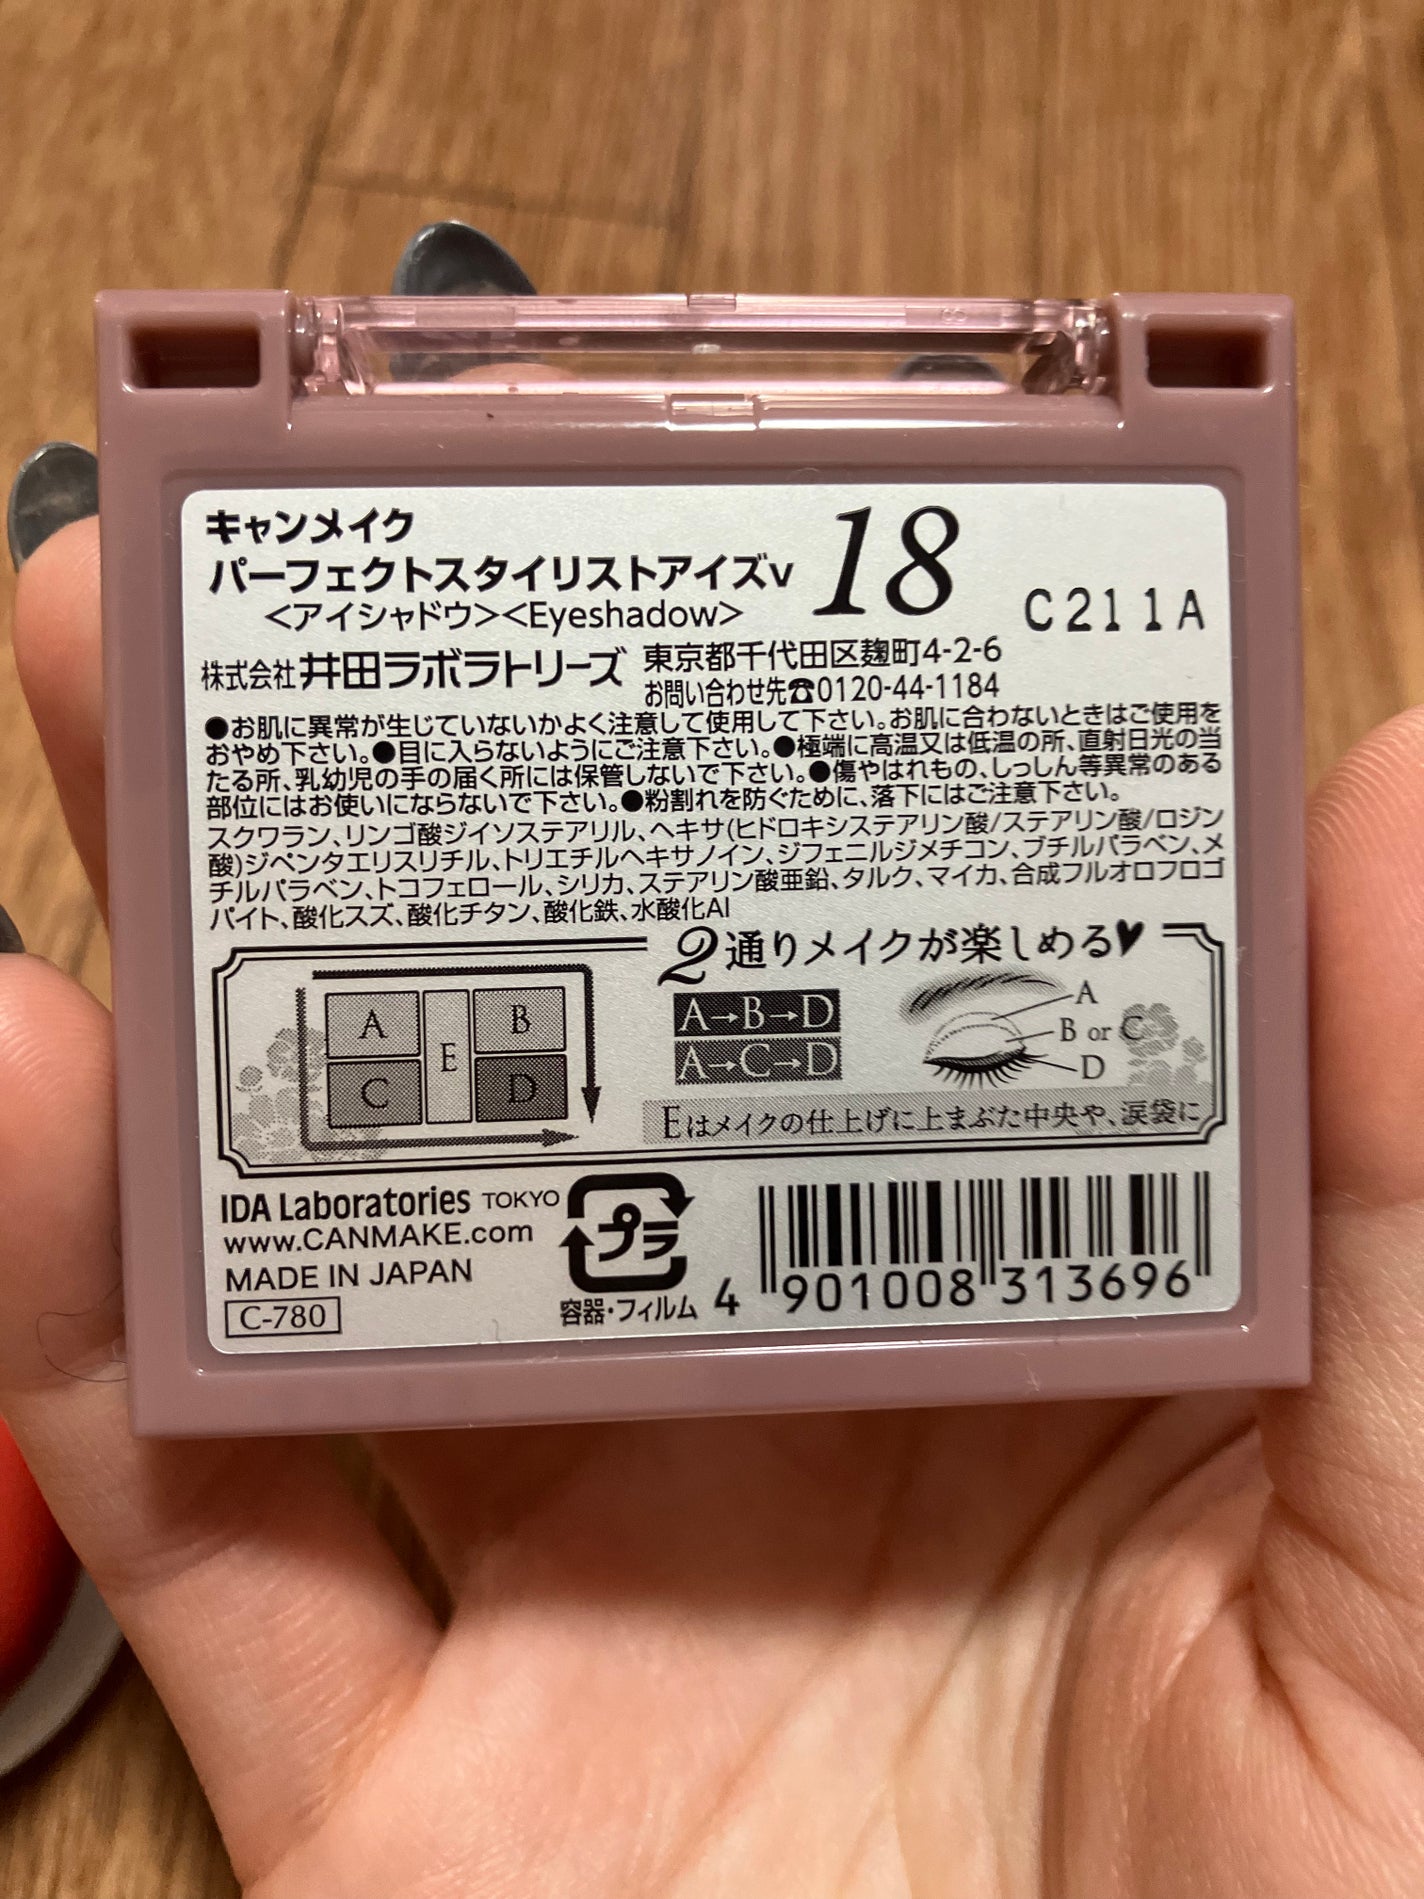 キャンメイク
パーフェクトスタイリストアイズv
18
<アイシャドウ><Eyeshadow>
C211A
株式会社 井田ラボラトリーズ
東京都千代田区麹町4-2-6
お問い合わせ先☎0120-44-1184
●お肌に異常が生じていないかよく注意して使用して下さい。お肌に合わないときはご使用を
おやめ下さい。●目に入らないようにご注意下さい。●極端に高温又は低温の所、直射日光の当
たる所、乳幼児の手の届く所には保管しないで下さい。●傷やはれもの、しっしん等異常のある
部位にはお使いにならないで下さい。●粉割れを防ぐために、落下にはご注意下さい。
スクワラン、リンゴ酸ジイソステアリル、ヘキサ(ヒドロキシステアリン酸/ステアリン酸/ロジン
酸)ジペンタエリスリチル、トリエチルヘキサノイン、ジフェニルジメチコン、ブチルパラベン、メ
チルパラベン、トコフェロール、シリカ、ステアリン酸亜鉛、タルク、マイカ、合成フルオロフロゴ
パイト、酸化スズ、酸化チタン、酸化鉄、水酸化Al
2通りメイクが楽しめる♥
A
B
E
C
D
A→B→D
A→C→D
A
B or C
D
Eはメイクの仕上げに上まぶた中央や、涙袋に
IDA Laboratories TOKYO
www.CANMAKE.com
MADE IN JAPAN
C-780
プラ
容器・フィルム
4 901008 313696